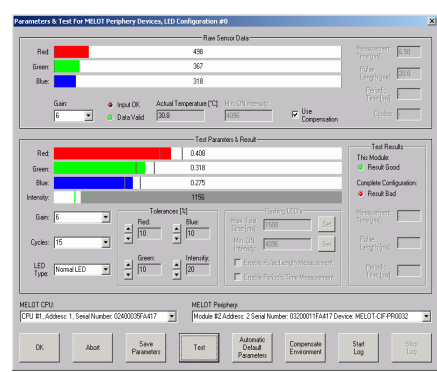 Parameters & Test For MELOT Periphery Devices, LED Configuration #0
Raw Sensor Data
Red: 498
Green: 367
Blue: 318
Measurement Time [ms]: 6.50
Pulse Length [ms]: 20.0
Periodic Time [ms]:
Cycles:
Gain: 6
Input OK
Data Valid
Actual Temperature [°C]: 30.8
Min. ON Intensity: 4096
Use Compensation
Test Paramters & Result
Red: 0.408
Green: 0.318
Blue: 0.275
Intensity: 1156
Test Results
This Module:
Result Good
Complete Configuration:
Result Bad
Gain: 6
Cycles: 15
LED Type: Normal LED
Tolerances [%]
Red: 10
Blue: 10
Green: 10
Intensitiy: 20
Flashing LED's
Max. Test Time [ms]: 1500 Set
Min. ON Intensity: 4096 Set
Enable Pulse Length Measurement
Enable Periodic Time Measurement
Measurement Time [ms]:
Pulse Length [ms]:
Periodic Time [ms]:
MELOT CPU:
CPU #1, Address: 1, Serial Number: 02400035FA417
MELOT Periphery:
Module #2 Address: 2 Serial Number: 03200011FA417 Device: MELOT-CIF-PR0032
OK
Abort
Save Parameters
Test
Automatic Default Parameters
Compensate Environment
Start Log
Stop Log